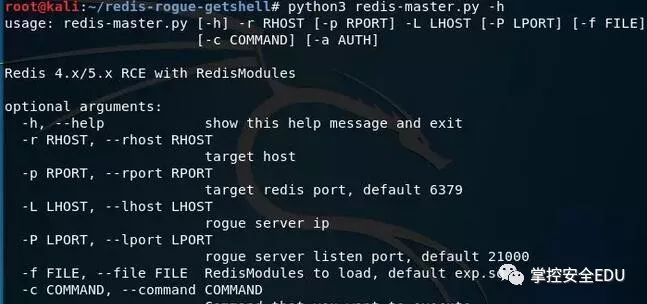 root@kali:~/redis-rogue-getshell# python3 redis-master.py -h
usage: redis-master.py [-h] -r RHOST [-p RPORT] -L LHOST [-P LPORT] [-f FILE]
[-c COMMAND] [-a AUTH]
Redis 4.x/5.x RCE with RedisModules
optional arguments:
-h, --help show this help message and exit
-r RHOST, --rhost RHOST
target host
-p RPORT, --rport RPORT
target redis port, default 6379
-L LHOST, --lhost LHOST
rogue server ip
-P LPORT, --lport LPORT
rogue server listen port, default 21000
-f FILE, --file FILE RedisModules to load, default exp.so
掌控安全EDU
-c COMMAND, --command COMMAND